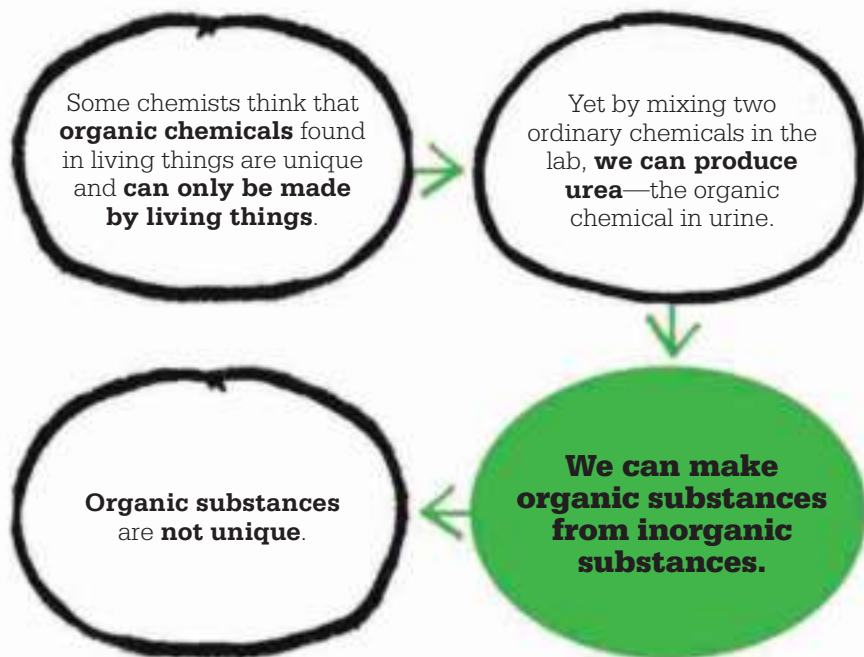 Some chemists think that
organic chemicals found
in living things are unique
and can only be made
by living things.
Yet by mixing two
ordinary chemicals in the
lab, we can produce
urea—the organic
chemical in urine.
We can make
organic substances
from inorganic
substances.
Organic substances
are not unique.